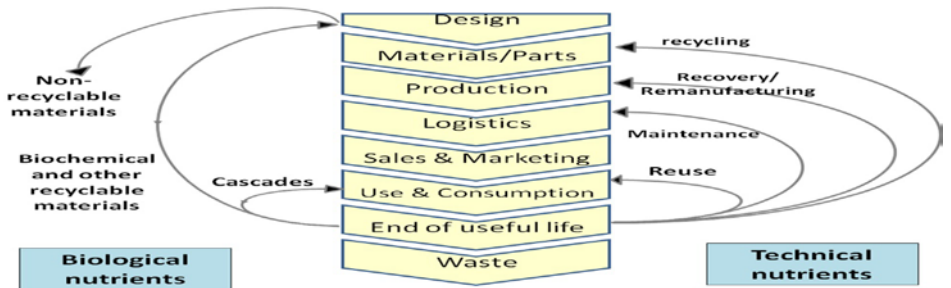 Design
Materials/Parts
Production
Logistics
Sales & Marketing
Use & Consumption
End of useful life
Waste
Non-
recyclable
materials
Biochemical
and other
recyclable
materials
Cascades
Biological
nutrients
recycling
Recovery/
Remanufacturing
Maintenance
Reuse
Technical
nutrients